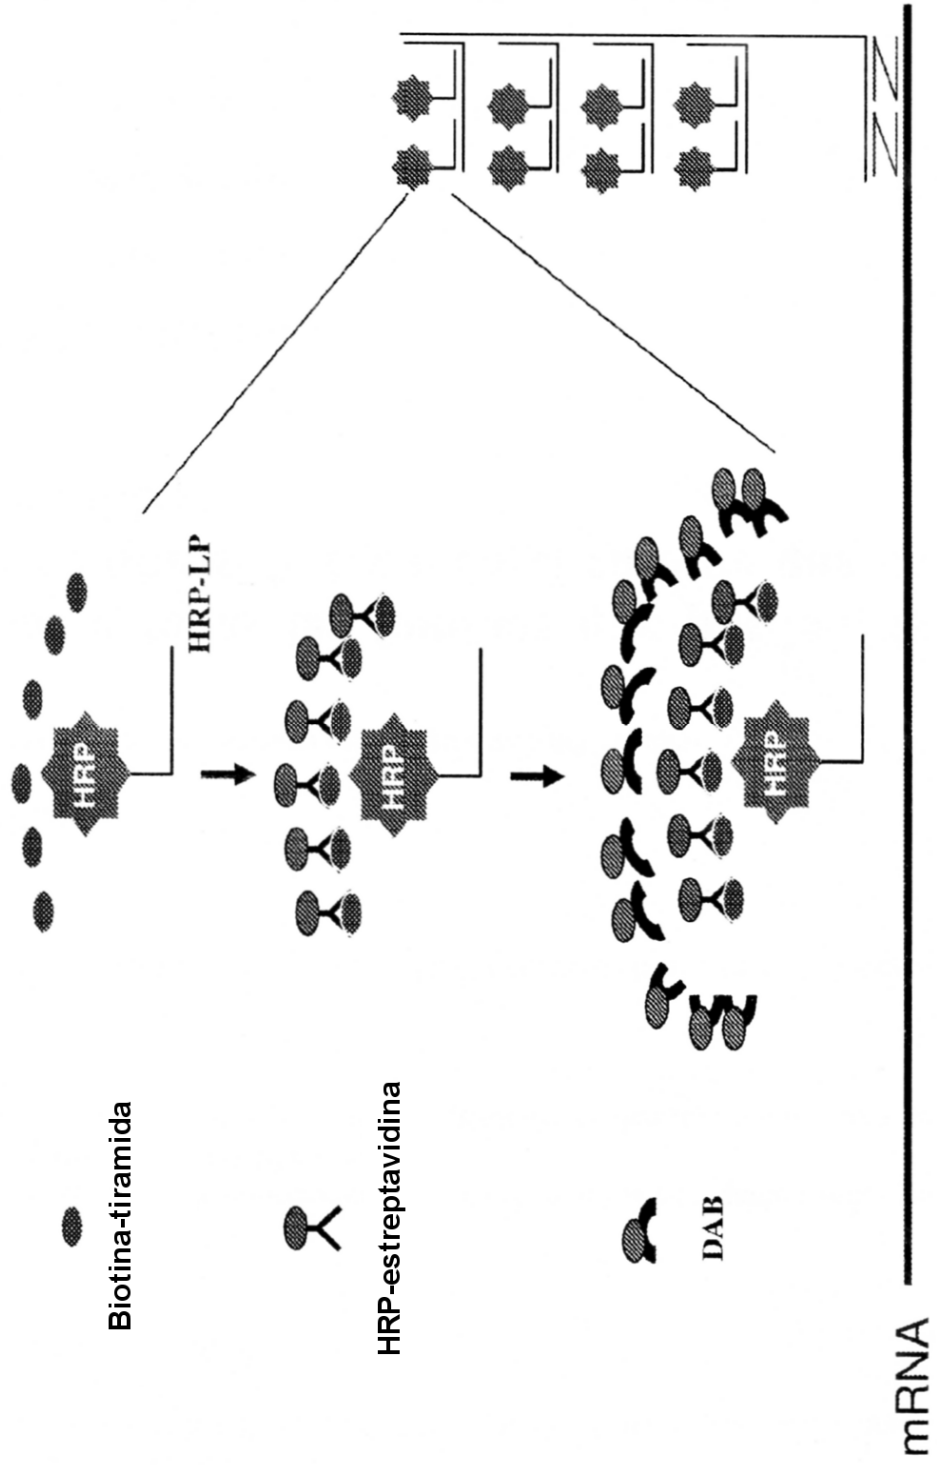 HRP
HRP-LP
HRP
HRP
Biotina-tiramida
HRP-estreptavidina
DAB
mRNA